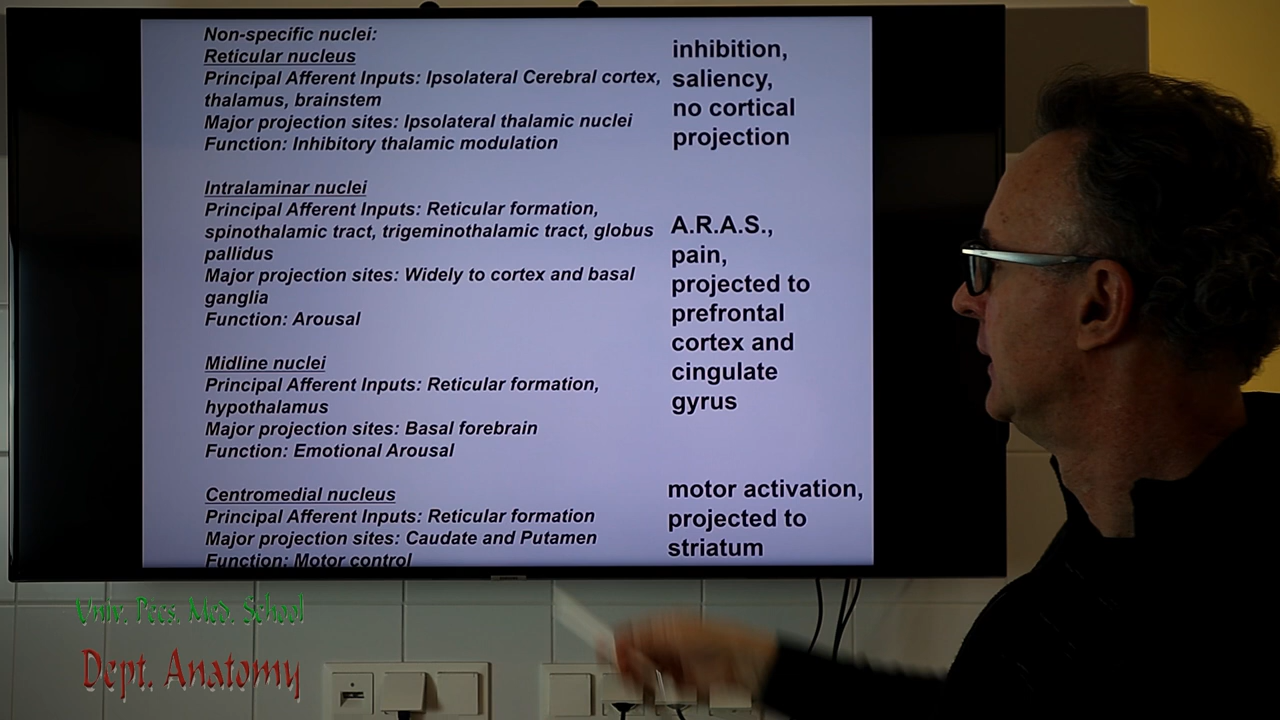 Non-specific nuclei:
Reticular nucleus
Principal Afferent Inputs: Ipsolateral Cerebral cortex,
thalamus, brainstem
Major projection sites: Ipsolateral thalamic nuclei
Function: Inhibitory thalamic modulation
inhibition,
saliency,
no cortical
projection
Intralaminar nuclei
Principal Afferent Inputs: Reticular formation,
spinothalamic tract, trigeminothalamic tract, globus
pallidus
Major projection sites: Widely to cortex and basal
ganglia
Function: Arousal
A.R.A.S.,
pain,
projected to
prefrontal
cortex and
cingulate
gyrus
Midline nuclei
Principal Afferent Inputs: Reticular formation,
hypothalamus
Major projection sites: Basal forebrain
Function: Emotional Arousal
Centromedial nucleus
Principal Afferent Inputs: Reticular formation
Major projection sites: Caudate and Putamen
Function: Motor control
motor activation,
projected to
striatum
Univ. Pecs. Med. School
Dept. Anatomy